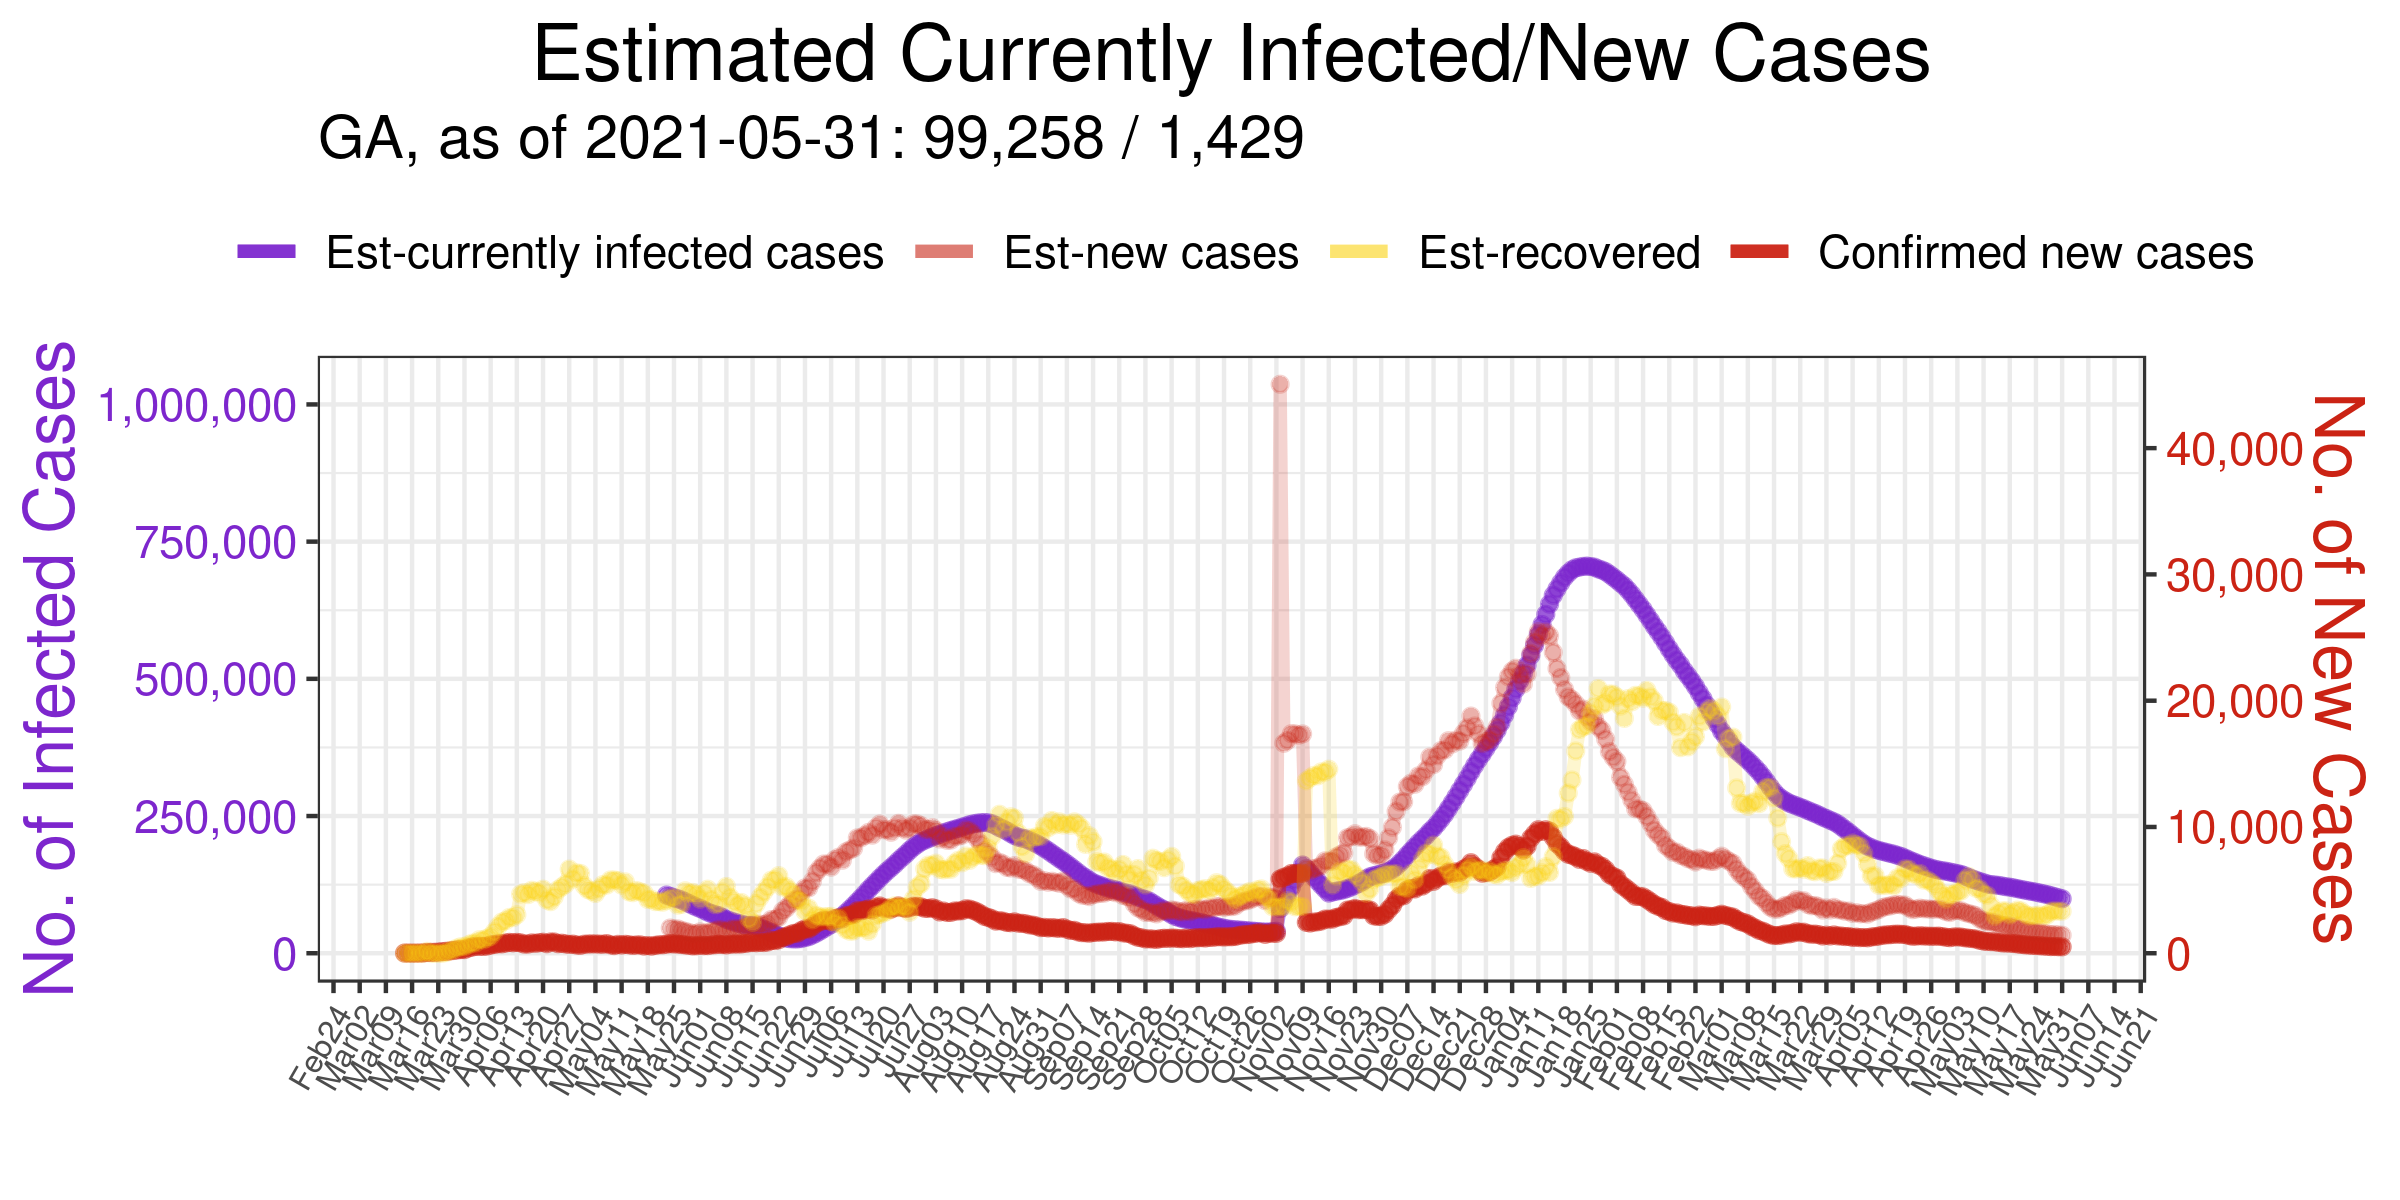 Estimated Currently Infected/New Cases
GA, as of 2021-05-31: 99,258 / 1,429
Est-currently infected cases Est-new cases Est-recovered Confirmed new cases
No. of Infected Cases
1,000,000
750,000
500,000
250,000
0
40,000
30,000
20,000
10,000
0
No. of New Cases
Feb24 Mar02 Mar09 Mar16 Mar23 Mar30 Apr06 Apr13 Apr20 Apr27 May04 May11 May18 May25 Jun01 Jun08 Jun15 Jun22 Jun29 Jul06 Jul13 Jul20 Jul27 Aug03 Aug10 Aug17 Aug24 Aug31 Sep07 Sep14 Sep21 Sep28 Oct05 Oct12 Oct19 Oct26 Nov02 Nov09 Nov16 Nov23 Nov30 Dec07 Dec14 Dec21 Dec28 Jan04 Jan11 Jan18 Jan25 Feb01 Feb08 Feb15 Feb22 Mar01 Mar08 Mar15 Mar22 Mar29 Apr05 Apr12 Apr19 Apr26 May03 May10 May17 May24 May31 Jun07 Jun14 Jun21